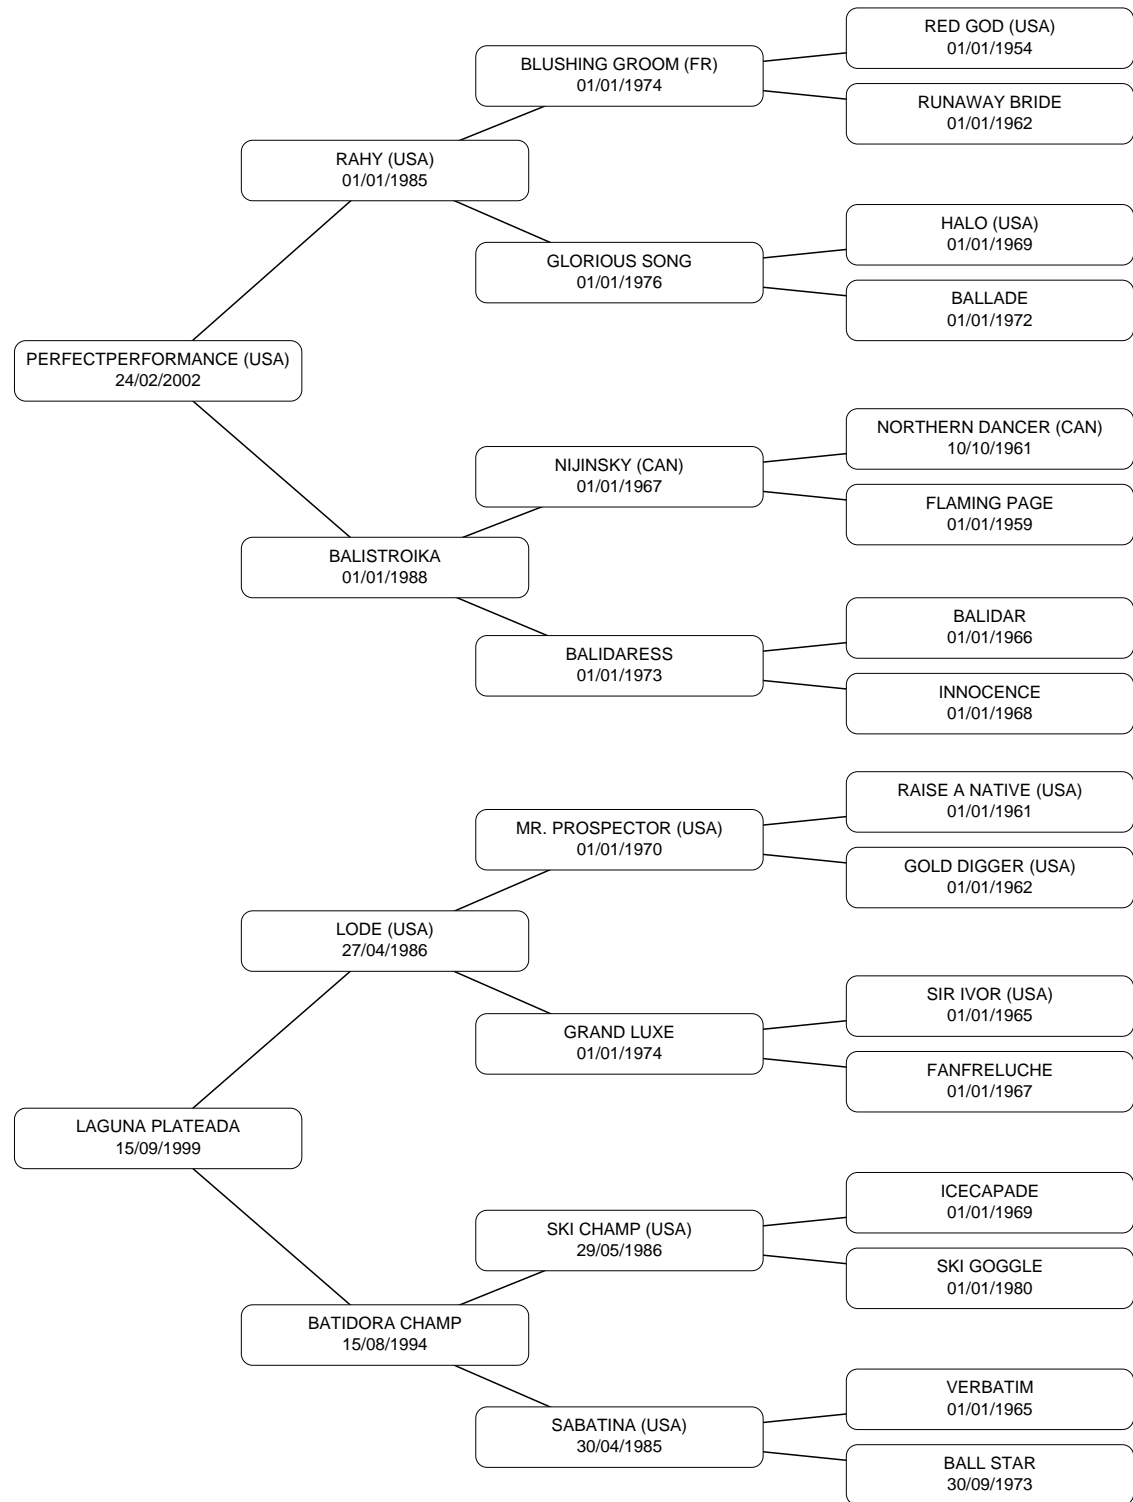 RED GOD (USA)
01/01/1954
BLUSHING GROOM (FR)
01/01/1974
RUNAWAY BRIDE
01/01/1962
RAHY (USA)
01/01/1985
HALO (USA)
01/01/1969
GLORIOUS SONG
01/01/1976
BALLADE
01/01/1972
PERFECTPERFORMANCE (USA)
24/02/2002
NORTHERN DANCER (CAN)
10/10/1961
NIJINSKY (CAN)
01/01/1967
FLAMING PAGE
01/01/1959
BALISTROIKA
01/01/1988
BALIDAR
01/01/1966
BALIDARESS
01/01/1973
INNOCENCE
01/01/1968
RAISE A NATIVE (USA)
01/01/1961
MR. PROSPECTOR (USA)
01/01/1970
GOLD DIGGER (USA)
01/01/1962
LODE (USA)
27/04/1986
SIR IVOR (USA)
01/01/1965
GRAND LUXE
01/01/1974
FANFRELUCHE
01/01/1967
LAGUNA PLATEADA
15/09/1999
ICECAPADE
01/01/1969
SKI CHAMP (USA)
29/05/1986
SKI GOGGLE
01/01/1980
BATIDORA CHAMP
15/08/1994
VERBATIM
01/01/1965
SABATINA (USA)
30/04/1985
BALL STAR
30/09/1973